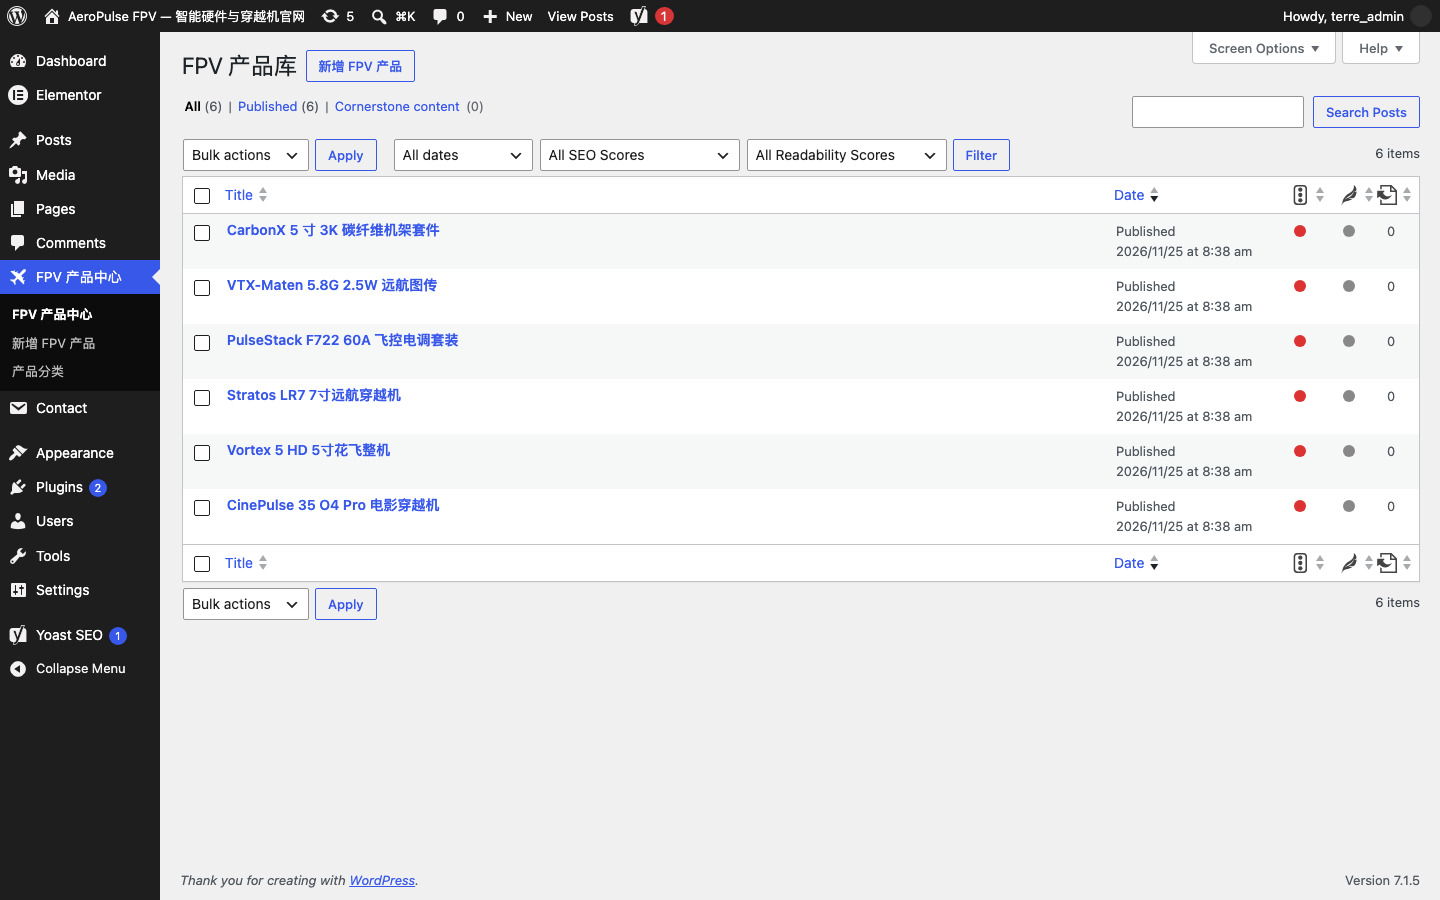 AeroPulse FPV — 智能硬件与穿越机官网 5 ⌘K 0 New View Posts 1 Howdy, terre_admin
Dashboard
Elementor
Posts
Media
Pages
Comments
FPV 产品中心
FPV 产品中心
新增 FPV 产品
产品分类
Contact
Appearance
Plugins 2
Users
Tools
Settings
Yoast SEO 1
Collapse Menu
Screen Options Help
FPV 产品库 新增 FPV 产品
All (6) | Published (6) | Cornerstone content (0)
Search Posts
Bulk actions Apply All dates All SEO Scores All Readability Scores Filter 6 items
Title Date
CarbonX 5 寸 3K 碳纤维机架套件 Published 0
2026/11/25 at 8:38 am
VTX-Maten 5.8G 2.5W 远航图传 Published 0
2026/11/25 at 8:38 am
PulseStack F722 60A 飞控电调套装 Published 0
2026/11/25 at 8:38 am
Stratos LR7 7寸远航穿越机 Published 0
2026/11/25 at 8:38 am
Vortex 5 HD 5寸花飞整机 Published 0
2026/11/25 at 8:38 am
CinePulse 35 O4 Pro 电影穿越机 Published 0
2026/11/25 at 8:38 am
Title Date
Bulk actions Apply 6 items
Thank you for creating with WordPress. Version 7.1.5